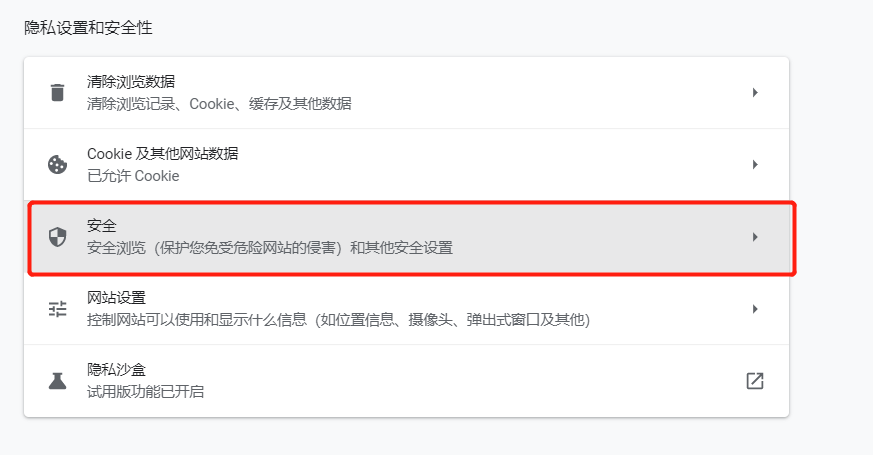 隐私设置和安全性
清除浏览数据
清除浏览记录、Cookie、缓存及其他数据
Cookie 及其他网站数据
已允许 Cookie
安全
安全浏览（保护您免受危险网站的侵害）和其他安全设置
网站设置
控制网站可以使用和显示什么信息（如位置信息、摄像头、弹出式窗口及其他）
隐私沙盒
试用版功能已开启